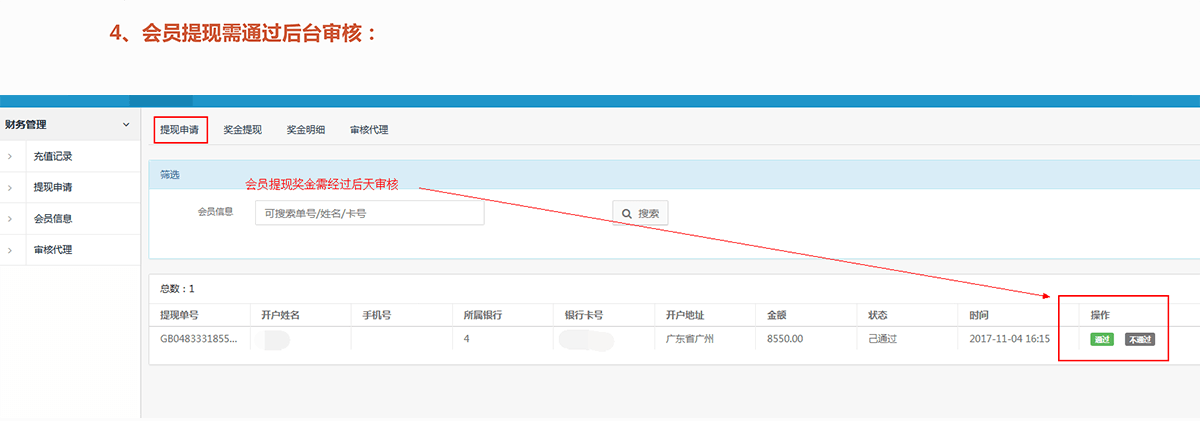 4、会员提现需通过后台审核：
财务管理
提现申请 奖金提现 奖金明细 审核代理
充值记录
提现申请
会员信息
审核代理
筛选
会员提现奖金需经过后天审核
会员信息 可搜索单号/姓名/卡号 搜索
总数：1
提现单号 开户姓名 手机号 所属银行 银行卡号 开户地址 金额 状态 时间 操作
GB0483331855... 4 广东省广州 8550.00 己通过 2017-11-04 16:15 通过 不通过